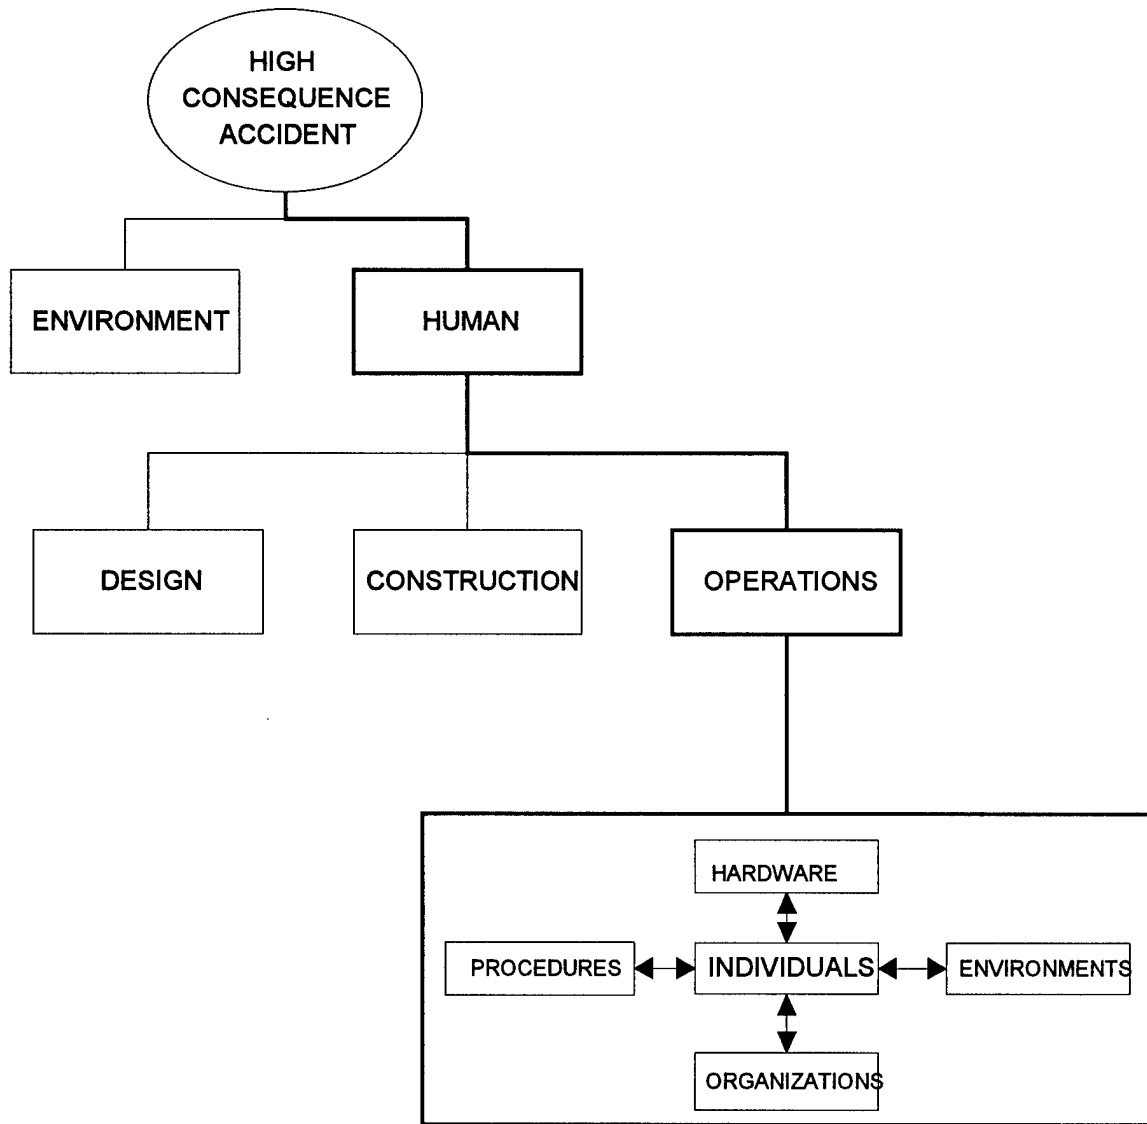 HIGH
CONSEQUENCE
ACCIDENT
ENVIRONMENT
HUMAN
DESIGN
CONSTRUCTION
OPERATIONS
HARDWARE
PROCEDURES
INDIVIDUALS
ENVIRONMENTS
ORGANIZATIONS